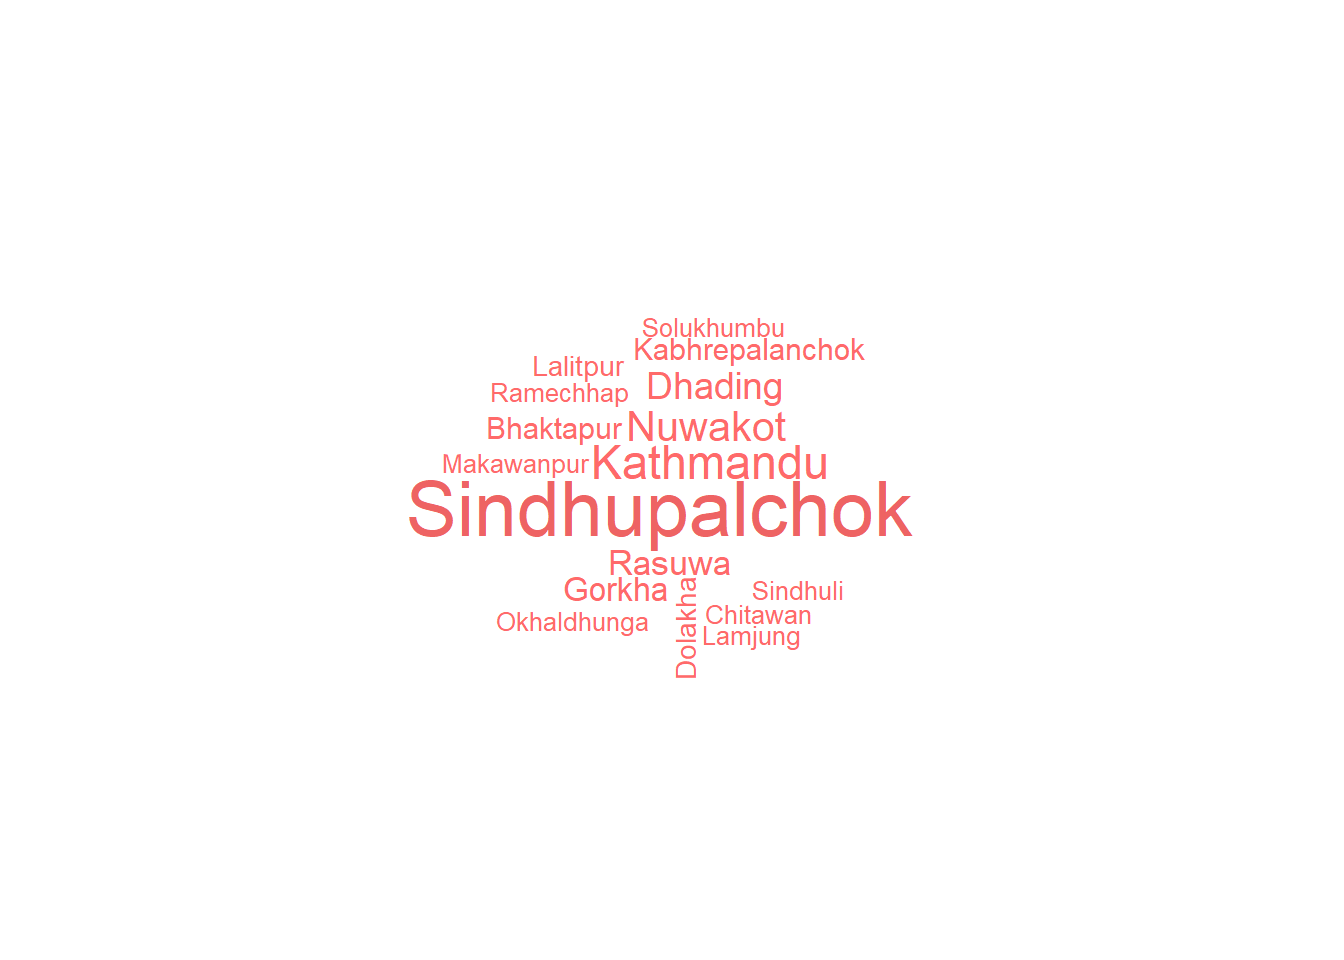 Solukhumbu
Kabhrepalanchok
Lalitpur
Dhading
Ramechhap
Nuwakot
Bhaktapur
Kathmandu
Makawanpur
Sindhupalchok
Rasuwa
Gorkha
Sindhuli
Chitawan
Okhaldhunga
Dolakha
Lamjung